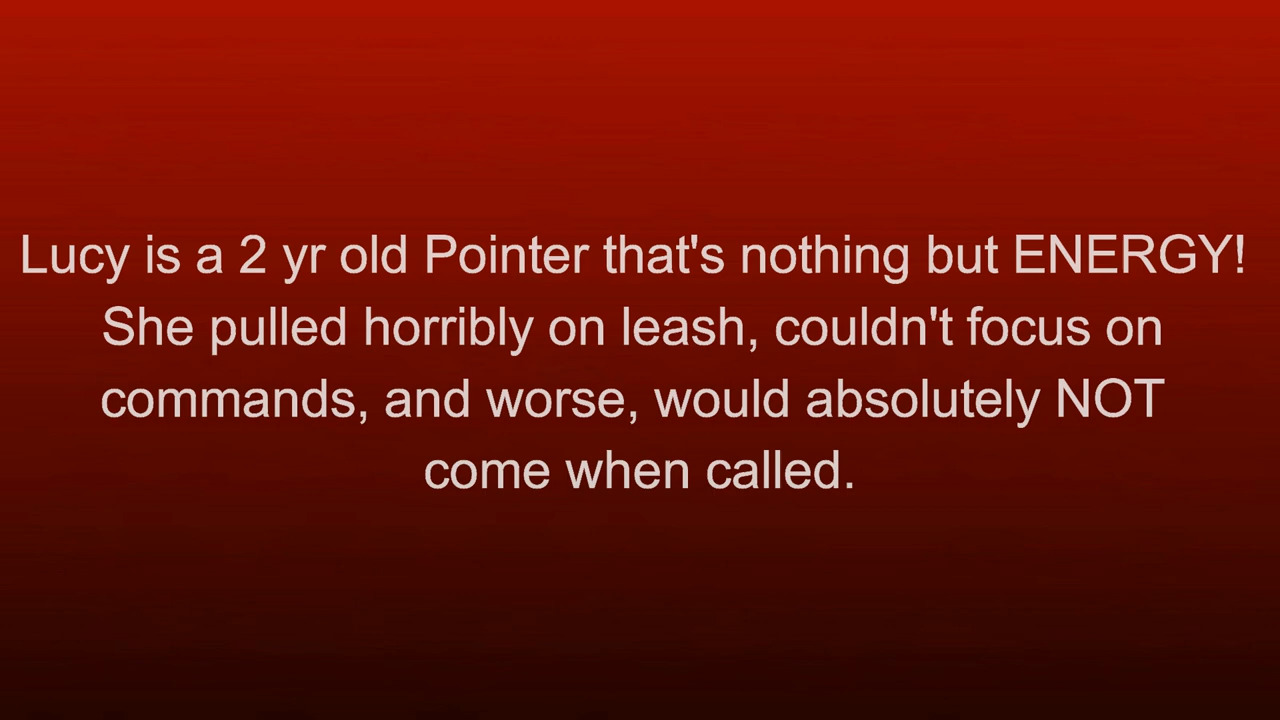 Lucy is a 2 yr old Pointer that's nothing but ENERGY!
She pulled horribly on leash, couldn't focus on
commands, and worse, would absolutely NOT
come when called.